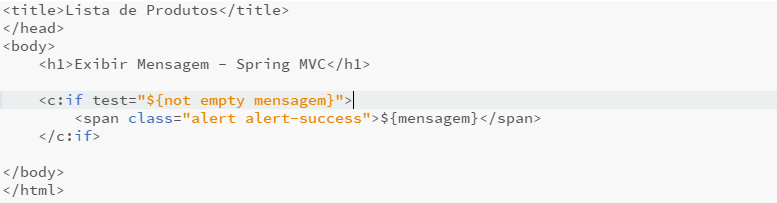 <title>Lista de Produtos</title>
</head>
<body>
<h1>Exibir Mensagem - Spring MVC</h1>
<c:if test="${not empty mensagem}">
<span class="alert alert-success">${mensagem}</span>
</c:if>
</body>
</html>